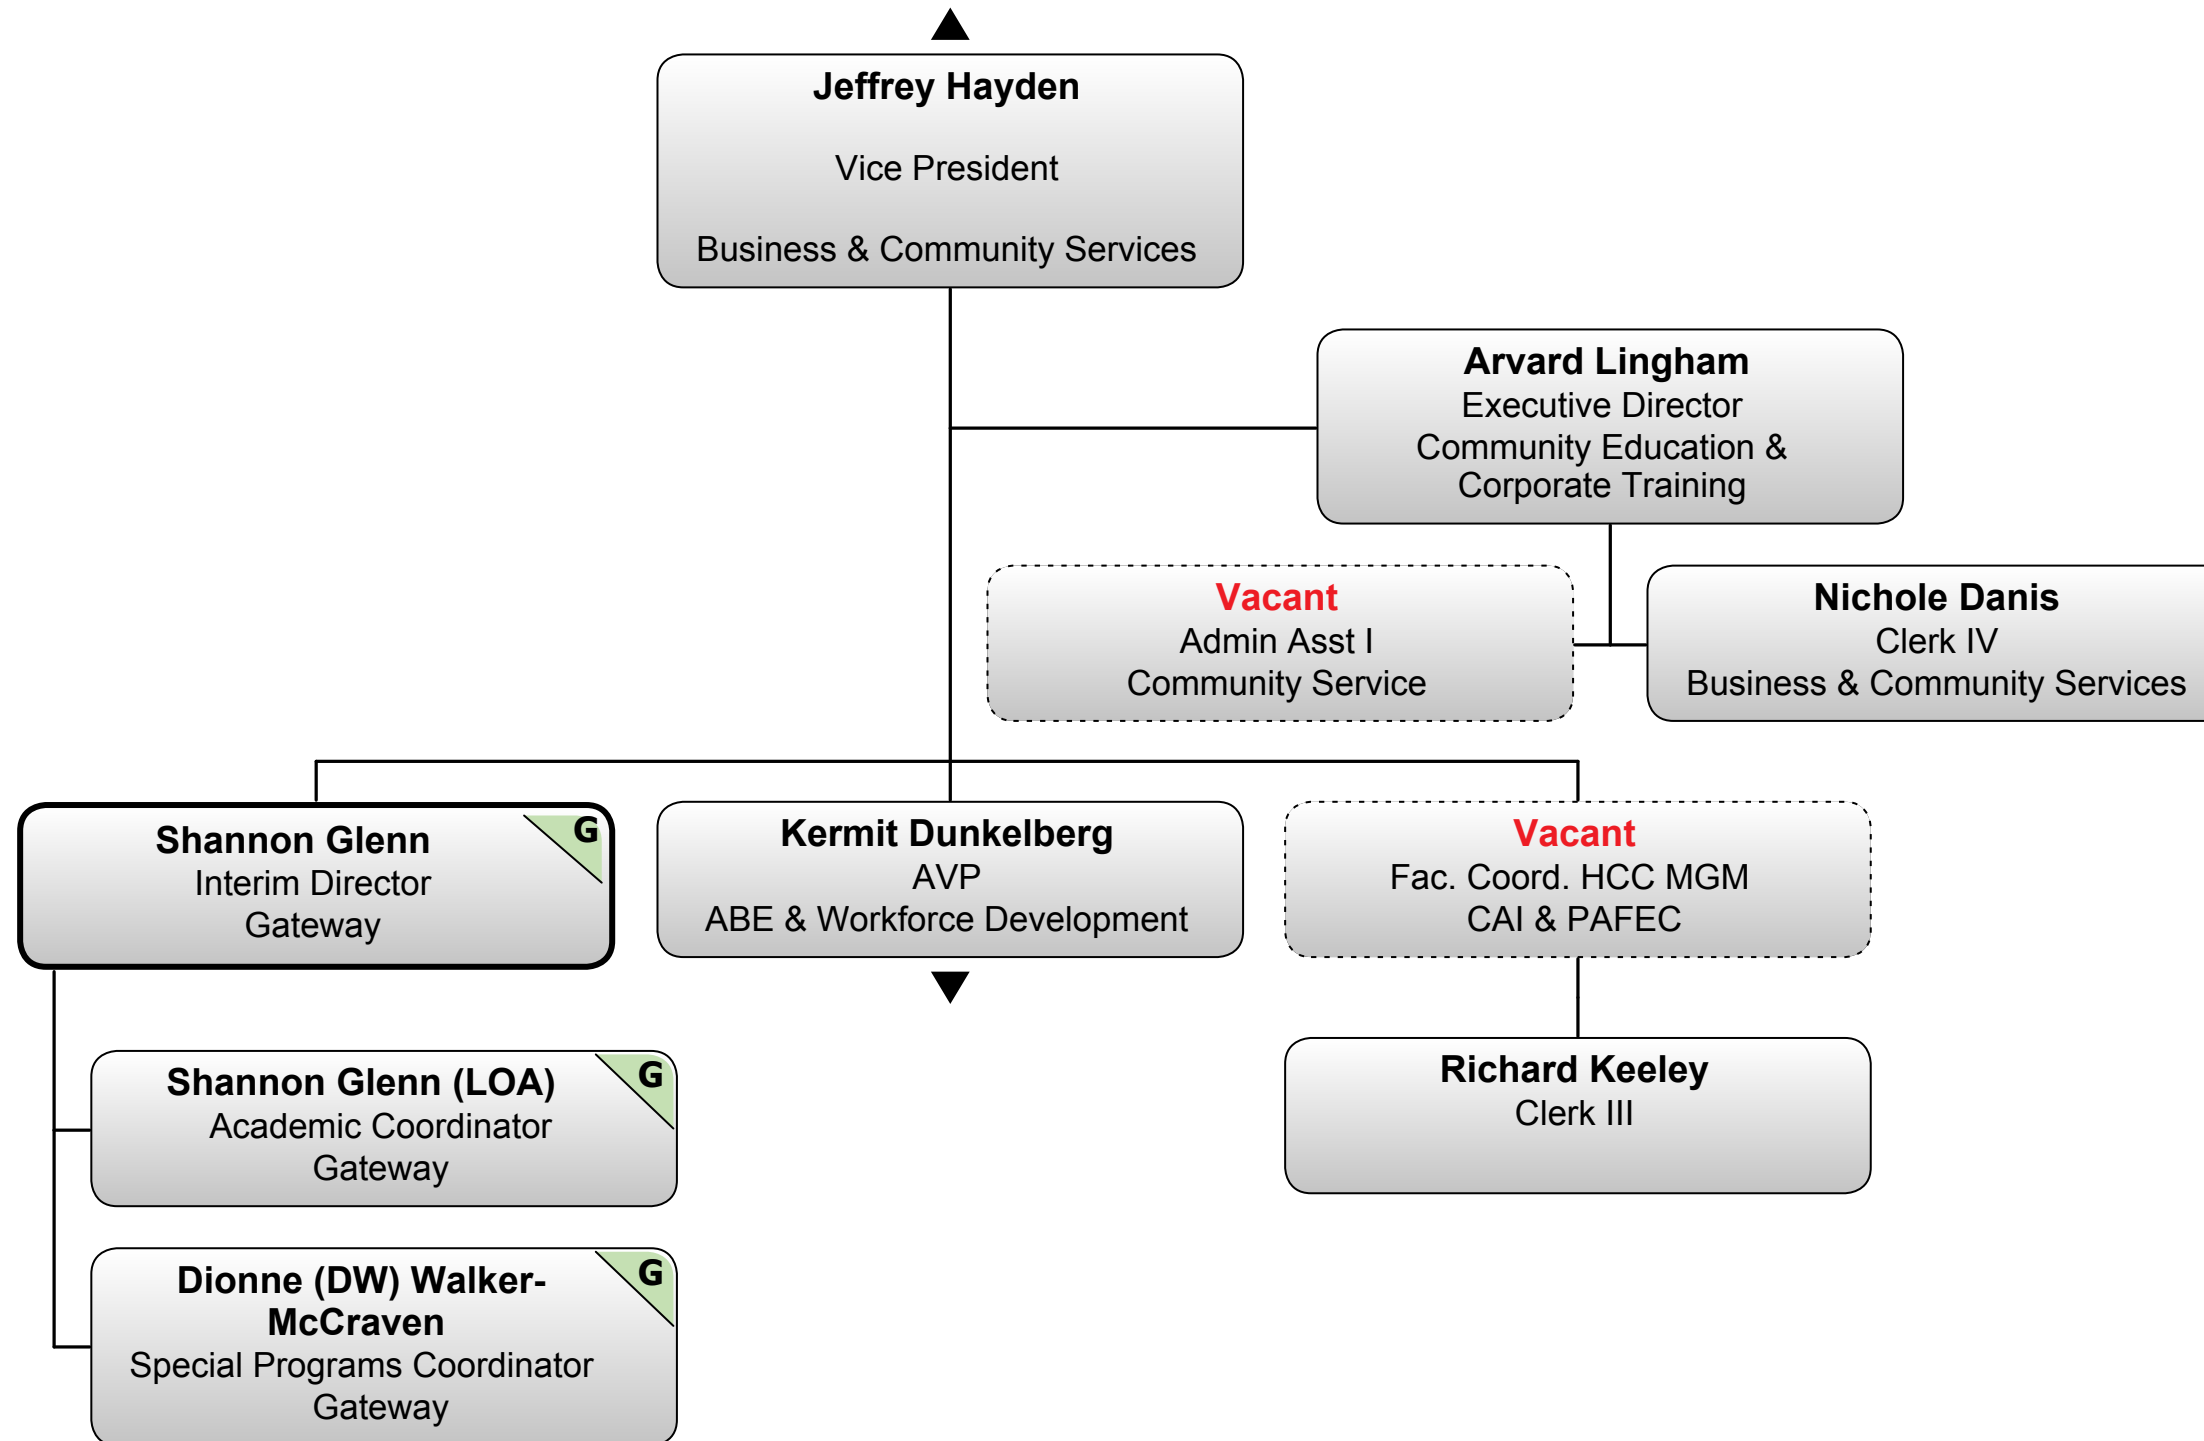 Jeffrey Hayden
Vice President
Business & Community Services
Arvard Lingham
Executive Director
Community Education &
Corporate Training
Vacant
Admin Asst I
Community Service
Nichole Danis
Clerk IV
Business & Community Services
Shannon Glenn
G
Interim Director
Gateway
Kermit Dunkelberg
AVP
ABE & Workforce Development
Vacant
Fac. Coord. HCC MGM
CAI & PAFEC
Shannon Glenn (LOA)
G
Academic Coordinator
Gateway
Richard Keeley
Clerk III
Dionne (DW) Walker-
McCraven
G
Special Programs Coordinator
Gateway